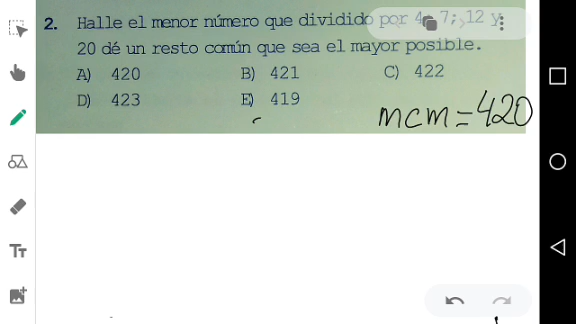 2. Halle el menor número que dividido por 4; 7; 12 y
20 dé un resto común que sea el mayor posible.
A) 420 B) 421 C) 422
D) 423 E) 419
mcm=420
Tт